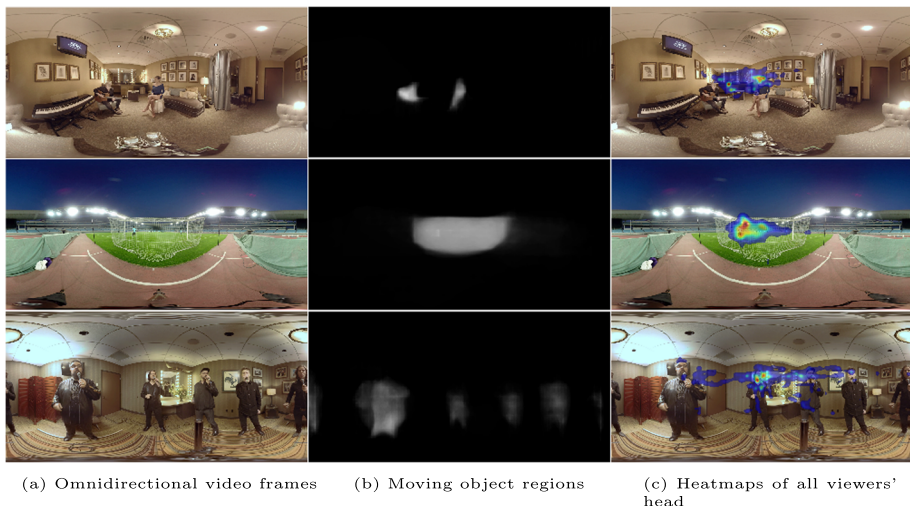 (a) Omnidirectional video frames
(b) Moving object regions
(c) Heatmaps of all viewers'
head